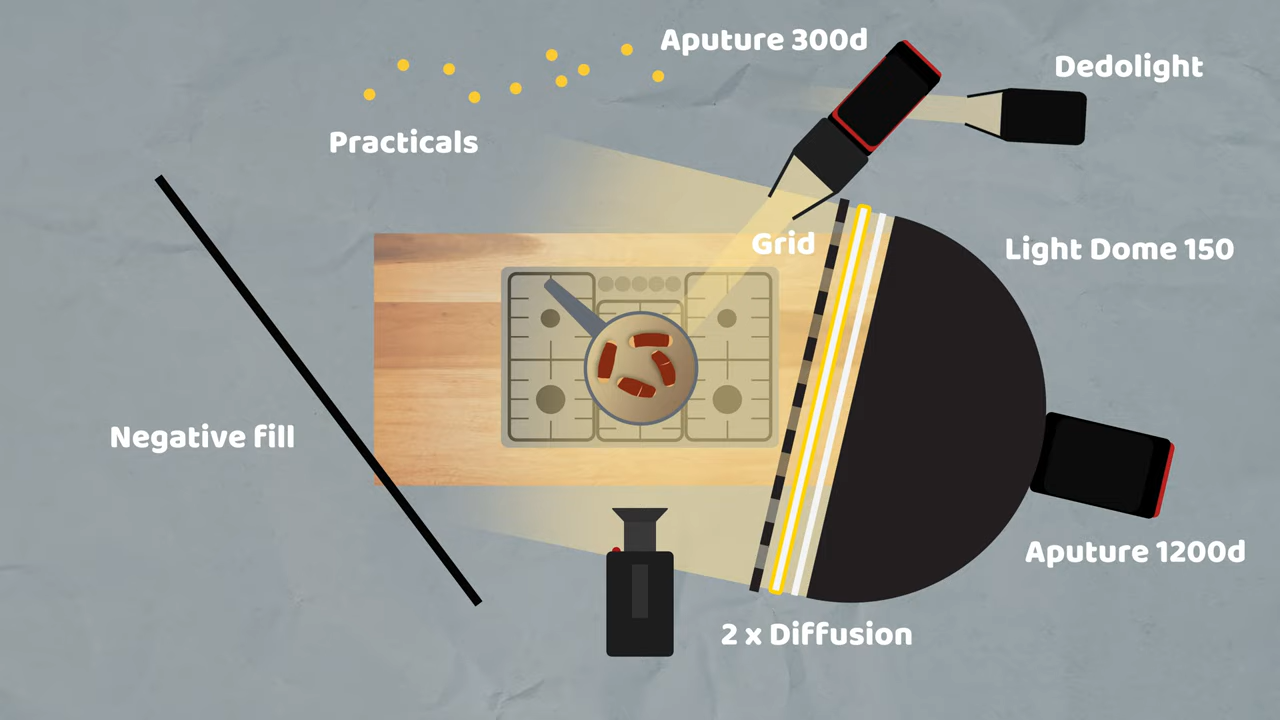 Aputure 300d
Dedolight
Practicals
Grid
Light Dome 150
Negative fill
Aputure 1200d
2 x Diffusion